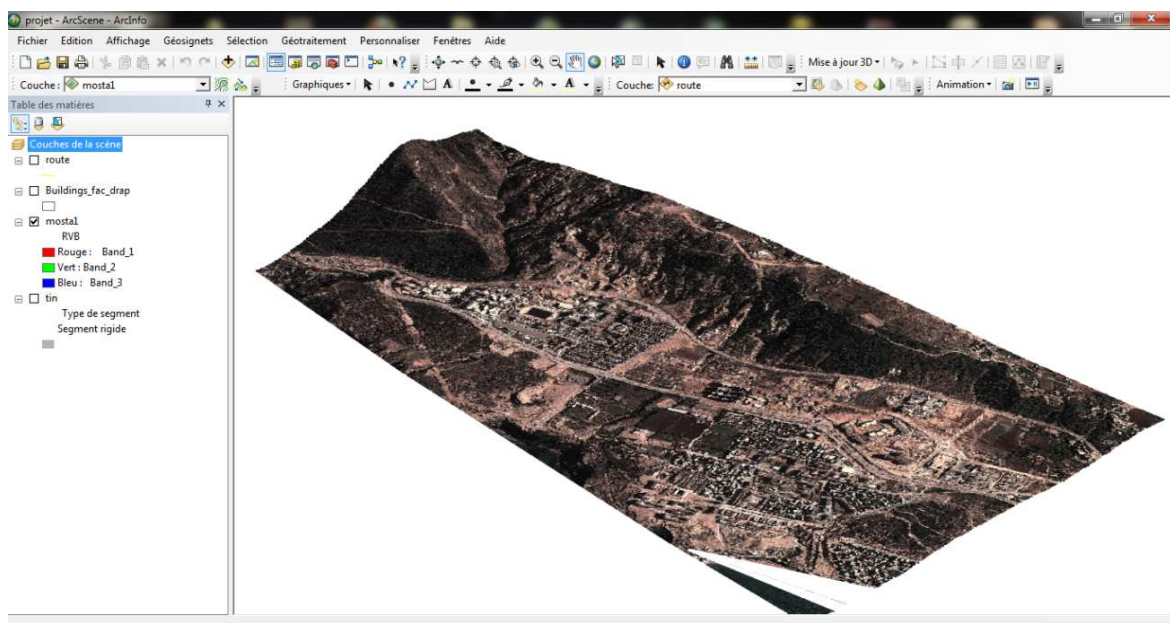 projet - ArcScene - ArcInfo
Fichier Edition Affichage Géosignets Sélection Géotraitement Personnaliser Fenêtres Aide
Mise à jour 3D
Couche : mosta1 Graphiques A A Couche: route Animation
Table des matières
Couches de la scène
route
Buildings_fac_drap
mosta1
RVB
Rouge : Band_1
Vert : Band_2
Bleu : Band_3
tin
Type de segment
Segment rigide